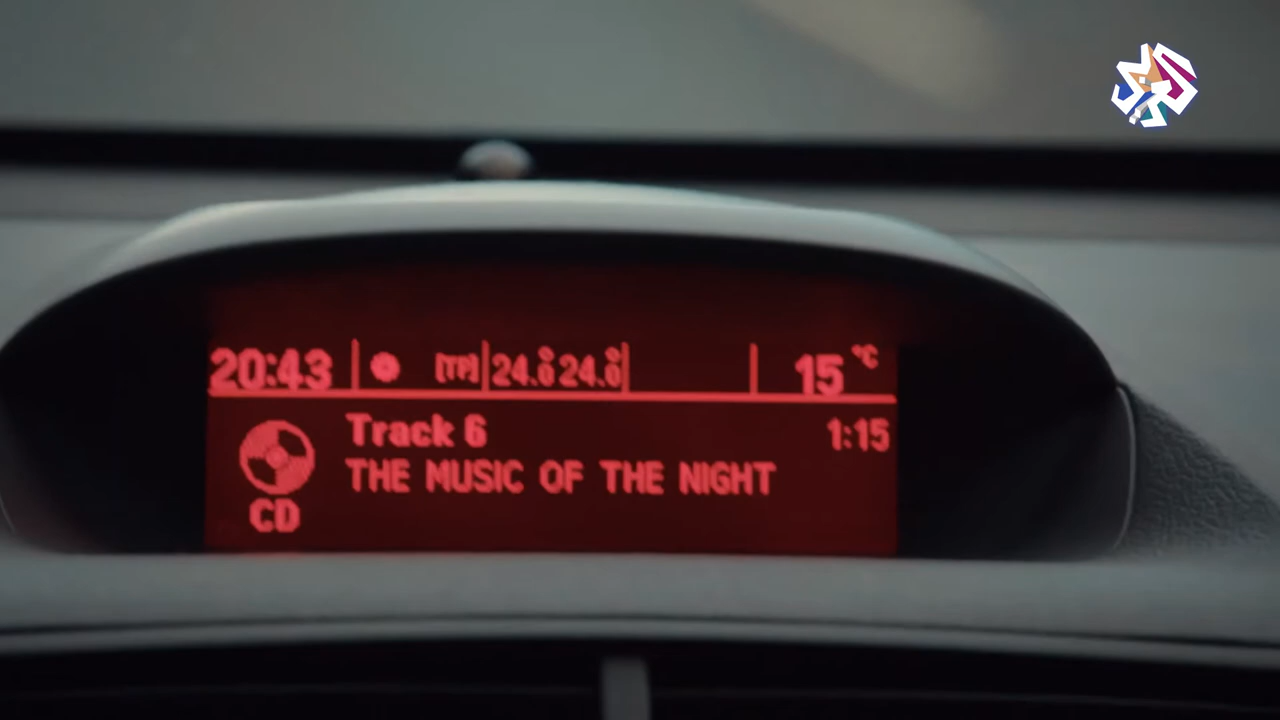 20:43 [TP] 24.0° 24.0° 15 °C
Track 6 1:15
THE MUSIC OF THE NIGHT
CD